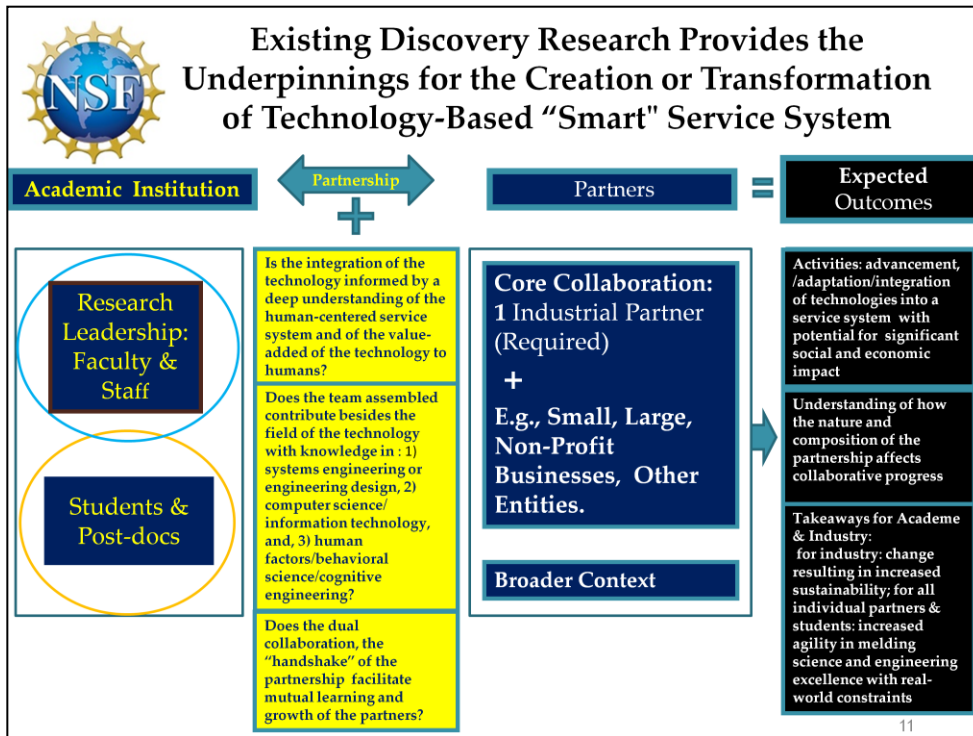 NSF
Existing Discovery Research Provides the
Underpinnings for the Creation or Transformation
of Technology-Based “Smart" Service System
Academic Institution
Partnership
+
Partners
=
Expected
Outcomes
Research
Leadership:
Faculty &
Staff
Students &
Post-docs
Is the integration of the
technology informed by a
deep understanding of the
human-centered service
system and of the value-
added of the technology to
humans?
Does the team assembled
contribute besides the
field of the technology
with knowledge in : 1)
systems engineering or
engineering design, 2)
computer science/
information technology,
and, 3) human
factors/behavioral
science/cognitive
engineering?
Does the dual
collaboration, the
“handshake” of the
partnership facilitate
mutual learning and
growth of the partners?
Core Collaboration:
1 Industrial Partner
(Required)
+
E.g., Small, Large,
Non-Profit
Businesses, Other
Entities.
Broader Context
Activities: advancement,
/adaptation/integration
of technologies into a
service system with
potential for significant
social and economic
impact
Understanding of how
the nature and
composition of the
partnership affects
collaborative progress
Takeaways for Academe
& Industry:
for industry: change
resulting in increased
sustainability; for all
individual partners &
students: increased
agility in melding
science and engineering
excellence with real-
world constraints
11